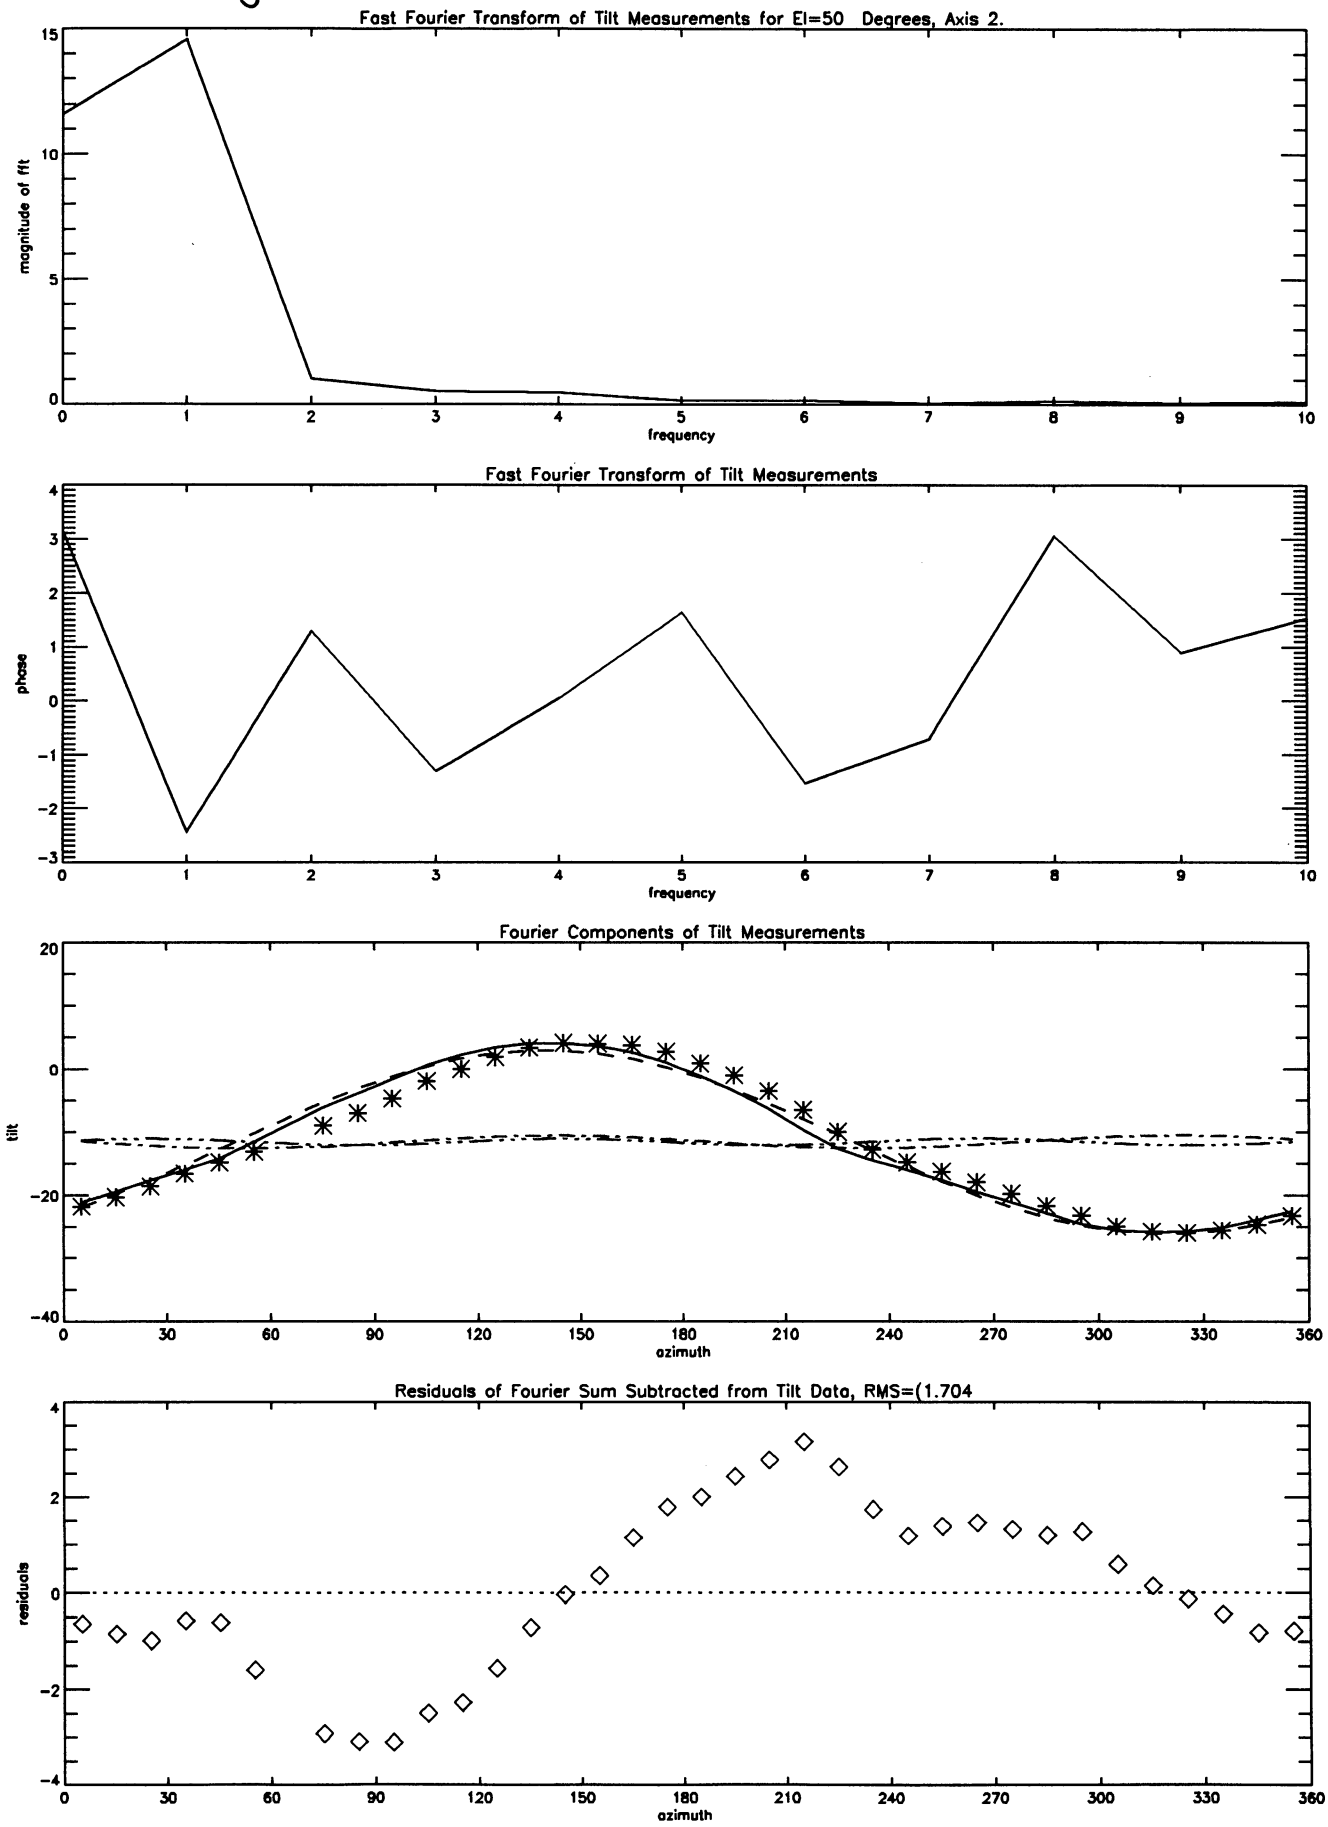 Fast Fourier Transform of Tilt Measurements for El=50 Degrees, Axis 2.
15
10
5
0
magnitude of fft
0 1 2 3 4 5 6 7 8 9 10
frequency
Fast Fourier Transform of Tilt Measurements
4
3
2
1
0
-1
-2
-3
phase
0 1 2 3 4 5 6 7 8 9 10
frequency
Fourier Components of Tilt Measurements
20
0
-20
-40
tilt
0 30 60 90 120 150 180 210 240 270 300 330 360
azimuth
Residuals of Fourier Sum Subtracted from Tilt Data, RMS=(1.704
4
2
0
-2
-4
residuals
0 30 60 90 120 150 180 210 240 270 300 330 360
azimuth